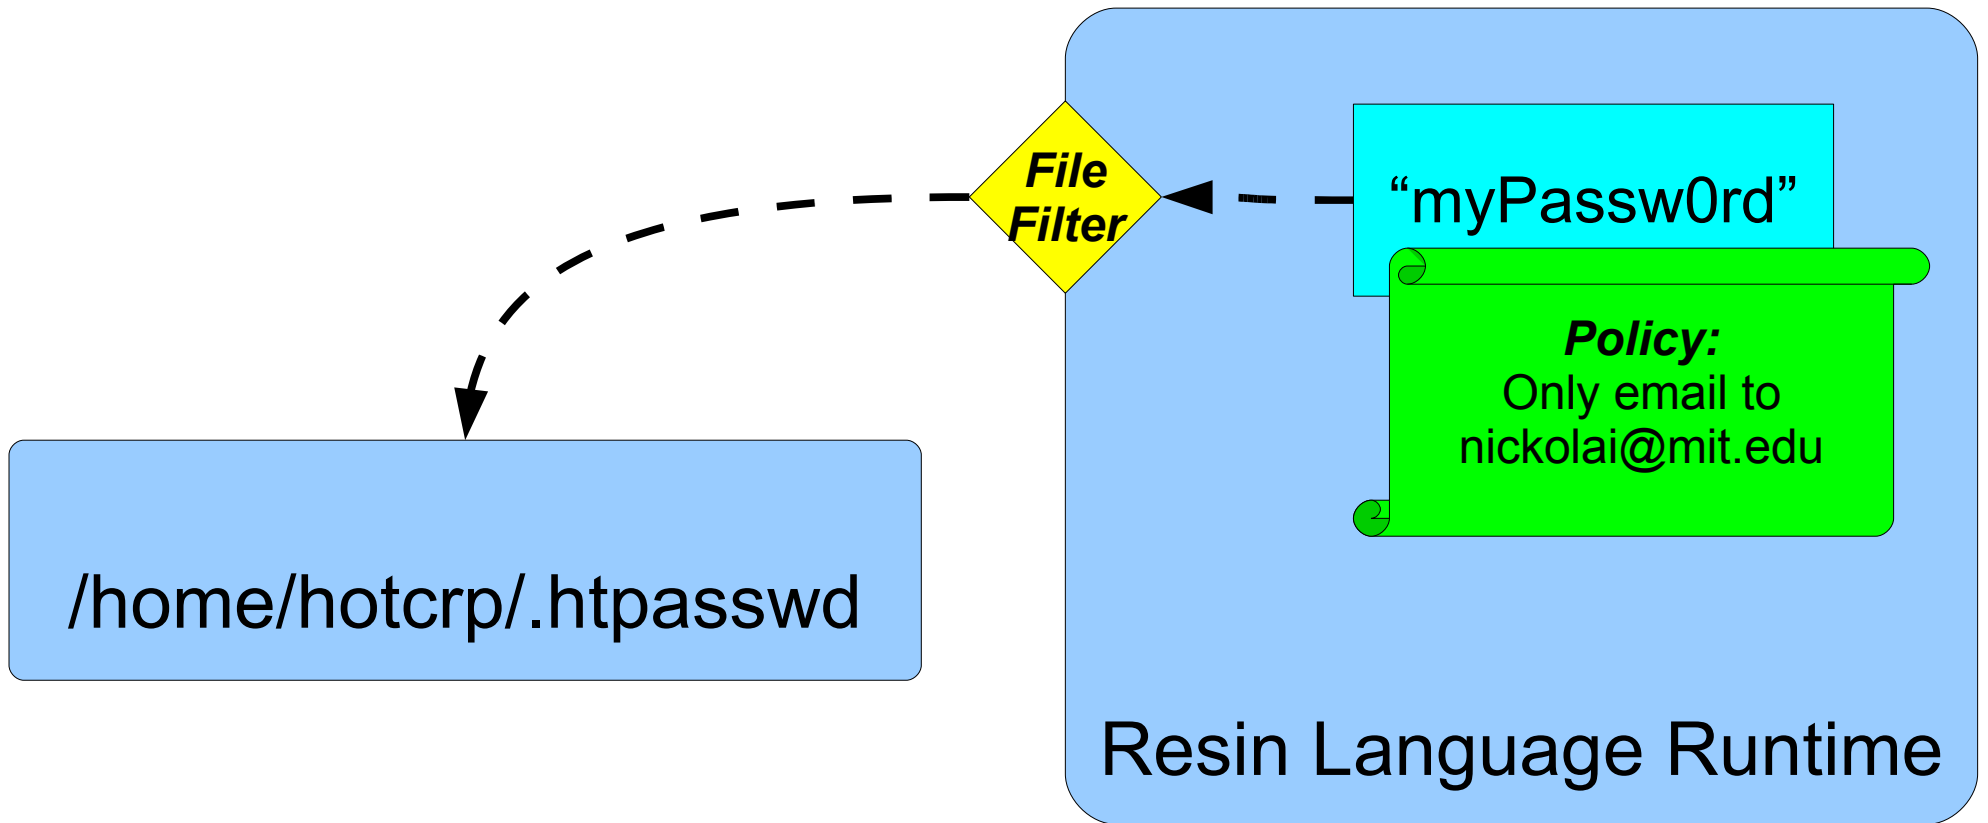 File
Filter
“myPassw0rd”
Policy:
Only email to
nickolai@mit.edu
/home/hotcrp/.htpasswd
Resin Language Runtime